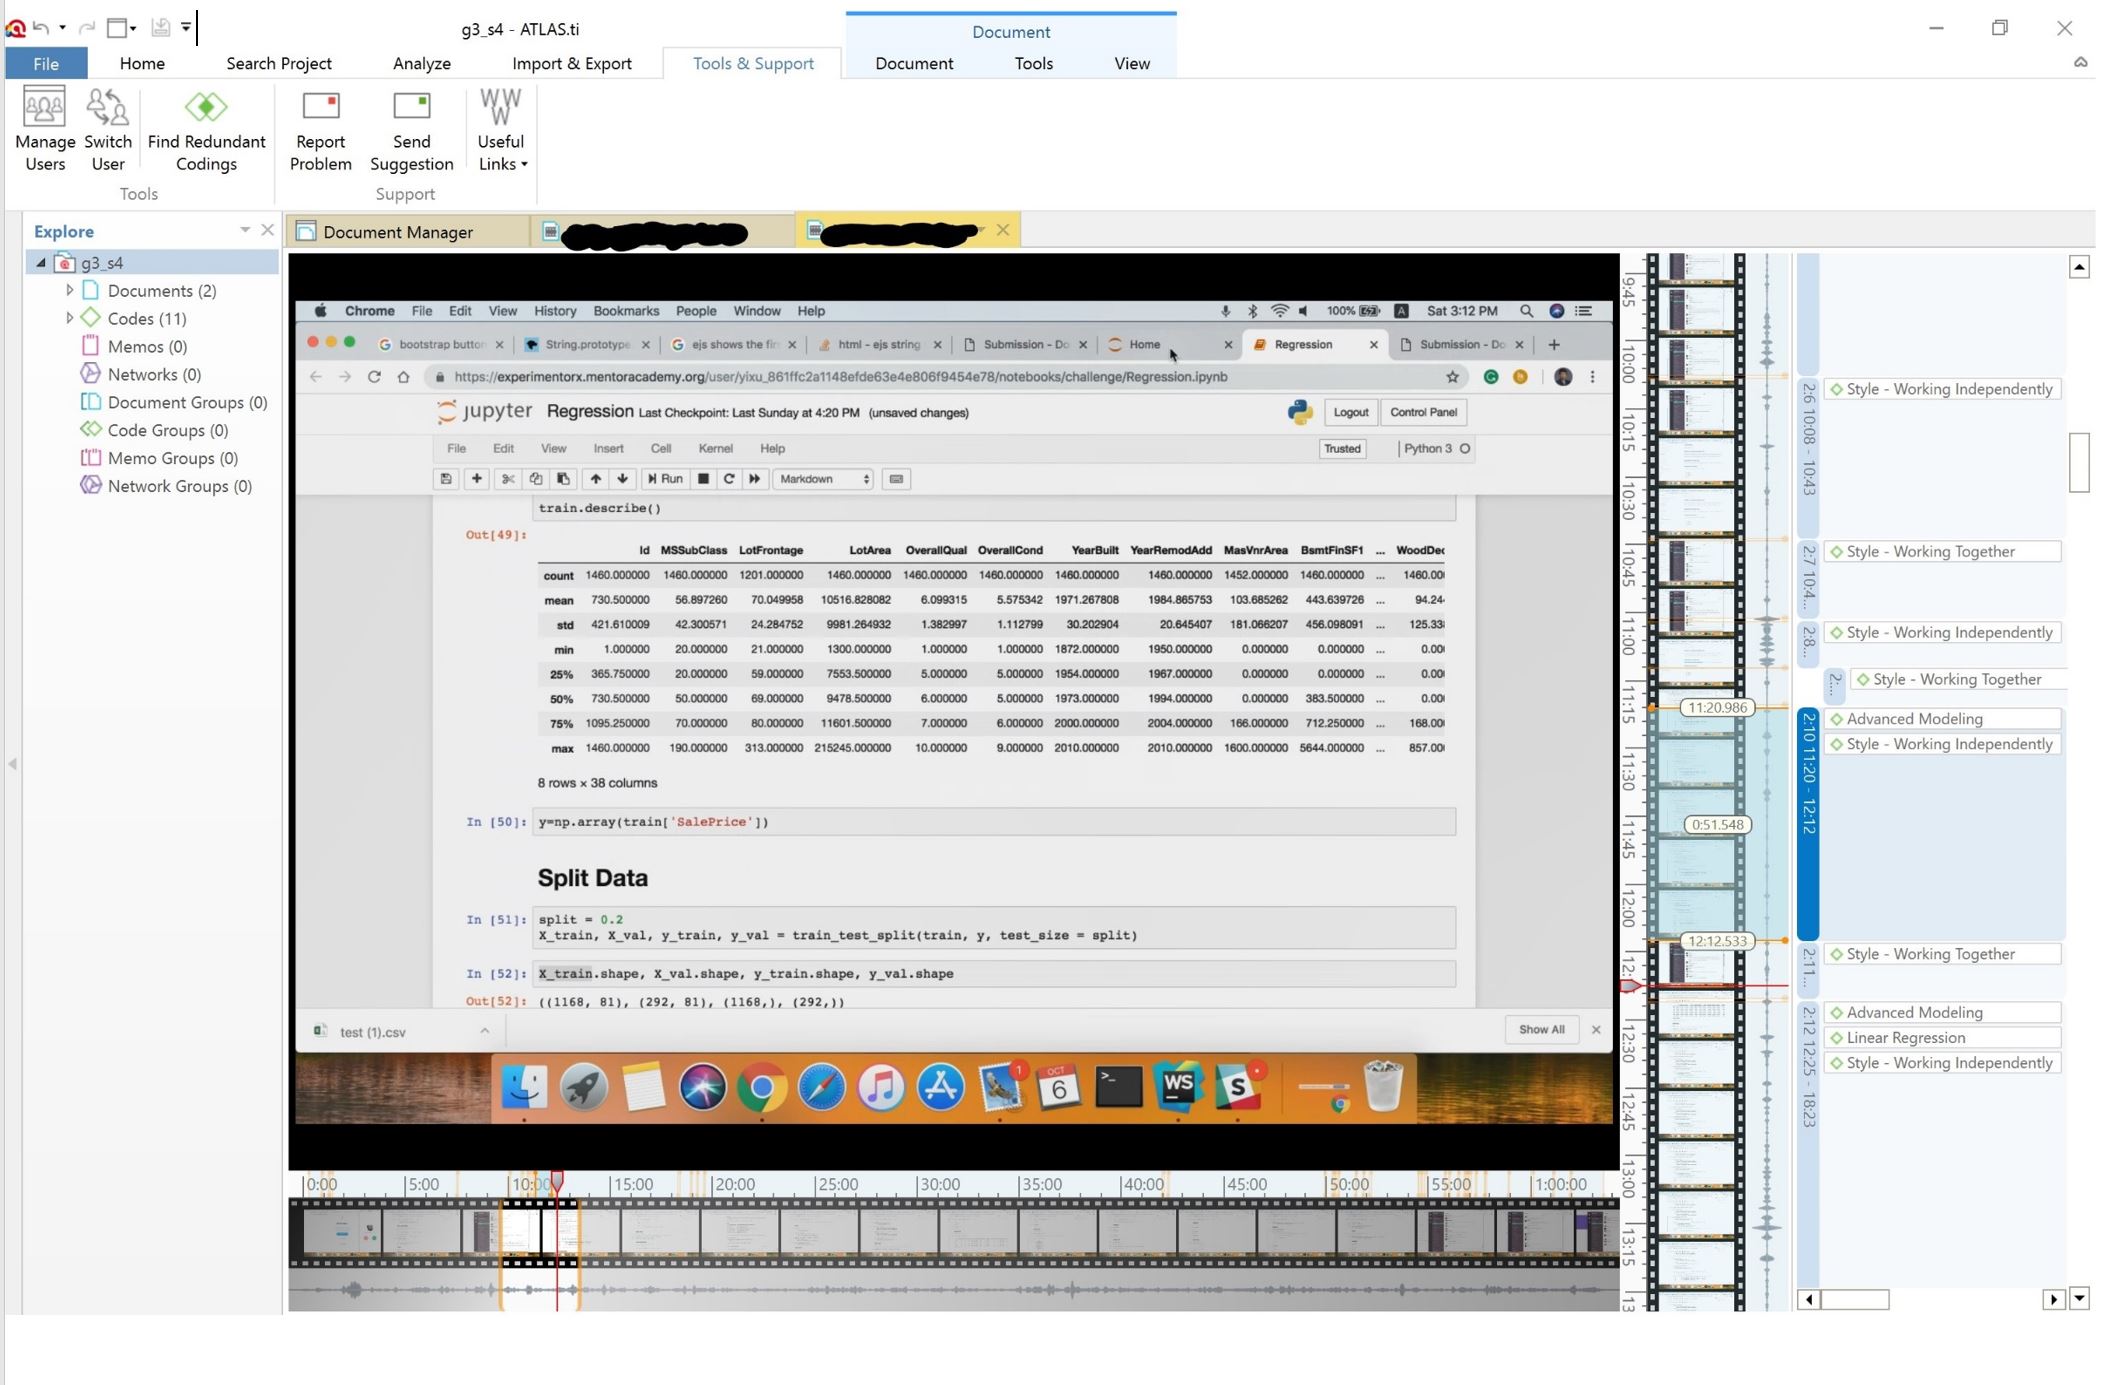 g3_s4 - ATLAS.ti
Document
File Home Search Project Analyze Import & Export Tools & Support Document Tools View
Manage Users
Switch User
Find Redundant Codings
Report Problem
Send Suggestion
WWW
Useful Links
Tools
Support
Explore
g3_s4
Documents (2)
Codes (11)
Memos (0)
Networks (0)
Document Groups (0)
Code Groups (0)
Memo Groups (0)
Network Groups (0)
Document Manager
Chrome File Edit View History Bookmarks People Window Help
100% A Sat 3:12 PM
bootstrap button
String.prototype.
ejs shows the fir
html - ejs string
Submission - Do
Home
Regression
Submission - Do
https://experimentorx.mentoracademy.org/user/yixu_861ffc2a1148efde63e4e806f9454e78/notebooks/challenge/Regression.ipynb
jupyter Regression Last Checkpoint: Last Sunday at 4:20 PM (unsaved changes)
Logout Control Panel
File Edit View Insert Cell Kernel Help
Trusted Python 3
Run Markdown
train.describe()
Out[49]:
Id MSSubClass LotFrontage LotArea OverallQual OverallCond YearBuilt YearRemodAdd MasVnrArea BsmtFinSF1 ... WoodDec
count 1460.000000 1460.000000 1201.000000 1460.000000 1460.000000 1460.000000 1460.000000 1460.000000 1452.000000 1460.000000 ... 1460.00
mean 730.500000 56.897260 70.049958 10516.828082 6.099315 5.575342 1971.267808 1984.865753 103.685262 443.639726 ... 94.24
std 421.610009 42.300571 24.284752 9981.264932 1.382997 1.112799 30.202904 20.645407 181.066207 456.098091 ... 125.33
min 1.000000 20.000000 21.000000 1300.000000 1.000000 1.000000 1872.000000 1950.000000 0.000000 0.000000 ... 0.00
25% 365.750000 20.000000 59.000000 7553.500000 5.000000 5.000000 1954.000000 1967.000000 0.000000 0.000000 ... 0.00
50% 730.500000 50.000000 69.000000 9478.500000 6.000000 5.000000 1973.000000 1994.000000 0.000000 383.500000 ... 0.00
75% 1095.250000 70.000000 80.000000 11601.500000 7.000000 6.000000 2000.000000 2004.000000 166.000000 712.250000 ... 168.00
max 1460.000000 190.000000 313.000000 215245.000000 10.000000 9.000000 2010.000000 2010.000000 1600.000000 5644.000000 ... 857.00
8 rows × 38 columns
In [50]: y=np.array(train['SalePrice'])
Split Data
In [51]: split = 0.2
X_train, X_val, y_train, y_val = train_test_split(train, y, test_size = split)
In [52]: X_train.shape, X_val.shape, y_train.shape, y_val.shape
Out[52]: ((1168, 81), (292, 81), (1168,), (292,))
test (1).csv
Show All
1
OCT
6
>_
WS
S
0:00 5:00 10:00 15:00 20:00 25:00 30:00 35:00 40:00 45:00 50:00 55:00 1:00:00
9:45
10:00
10:15
10:30
10:45
11:00
11:15
11:30
11:45
12:00
12:30
12:45
13:00
13:15
11:20.986
0:51.548
12:12.533
2:6 10:08 - 10:43
Style - Working Independently
2:7 10:4...
Style - Working Together
2:8...
Style - Working Independently
2:...
Style - Working Together
2:10 11:20 - 12:12
Advanced Modeling
Style - Working Independently
2:11...
Style - Working Together
2:12 12:25 - 18:23
Advanced Modeling
Linear Regression
Style - Working Independently